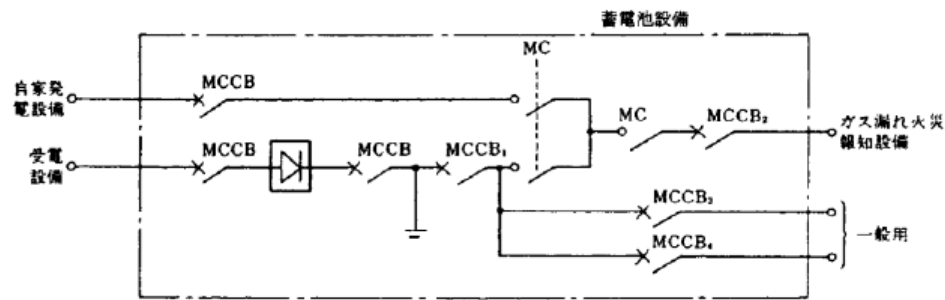 蓄電池設備
MC
自家発
電設備
MCCB
MC
MCCB₂
ガス漏れ火災
報知設備
受電
設備
MCCB
MCCB
MCCB₁
MCCB₃
一般用
MCCB₄